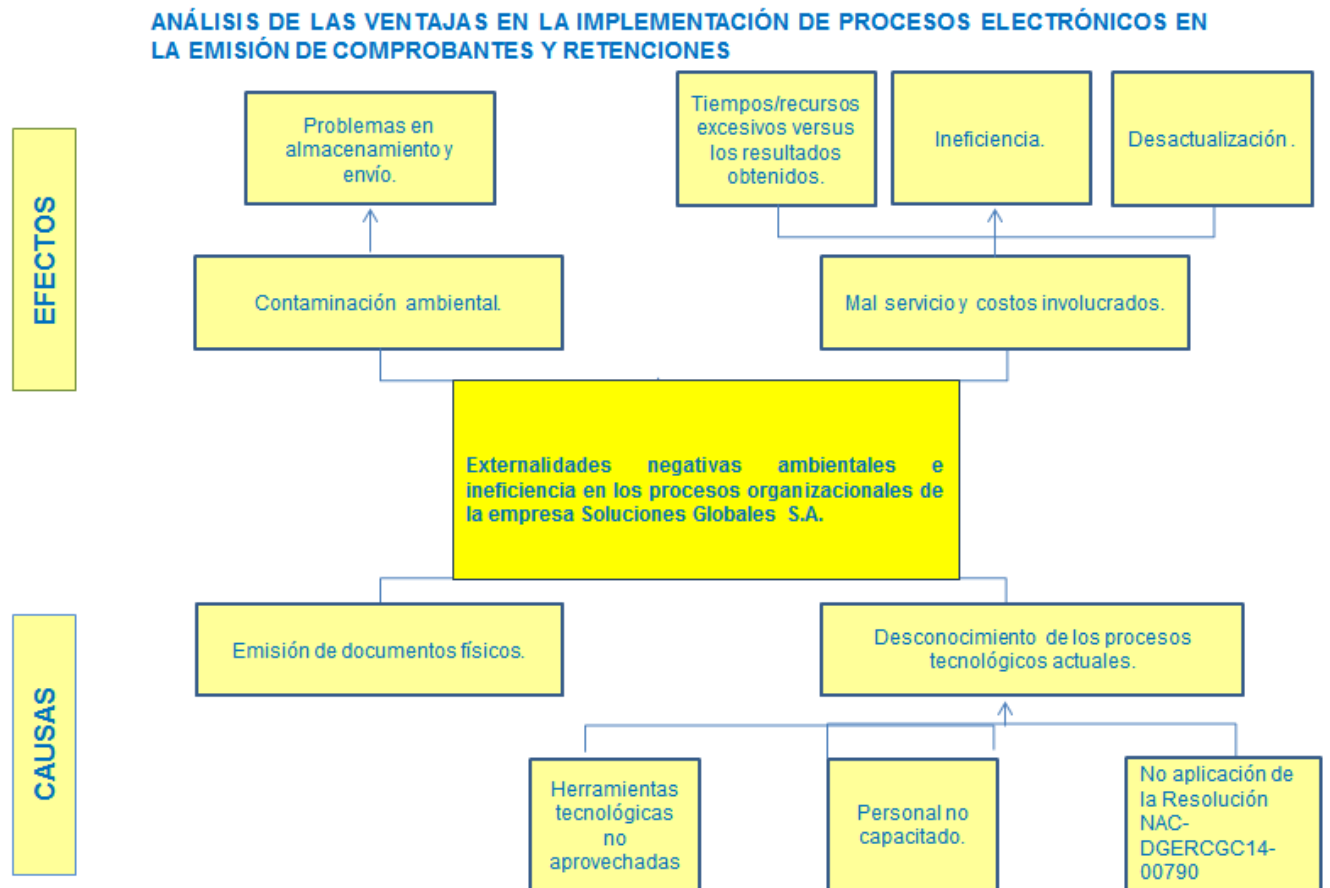 ANÁLISIS DE LAS VENTAJAS EN LA IMPLEMENTACIÓN DE PROCESOS ELECTRÓNICOS EN
LA EMISIÓN DE COMPROBANTES Y RETENCIONES
EFECTOS
Problemas en
almacenamiento y
envío.
Tiempos/recursos
excesivos versus
los resultados
obtenidos.
Ineficiencia.
Desactualización.
Contaminación ambiental.
Mal servicio y costos involucrados.
Externalidades negativas ambientales e
ineficiencia en los procesos organizacionales de
la empresa Soluciones Globales S.A.
CAUSAS
Emisión de documentos físicos.
Desconocimiento de los procesos
tecnológicos actuales.
Herramientas
tecnológicas
no
aprovechadas
Personal no
capacitado.
No aplicación de
la Resolución
NAC-
DGERCGC14-
00790